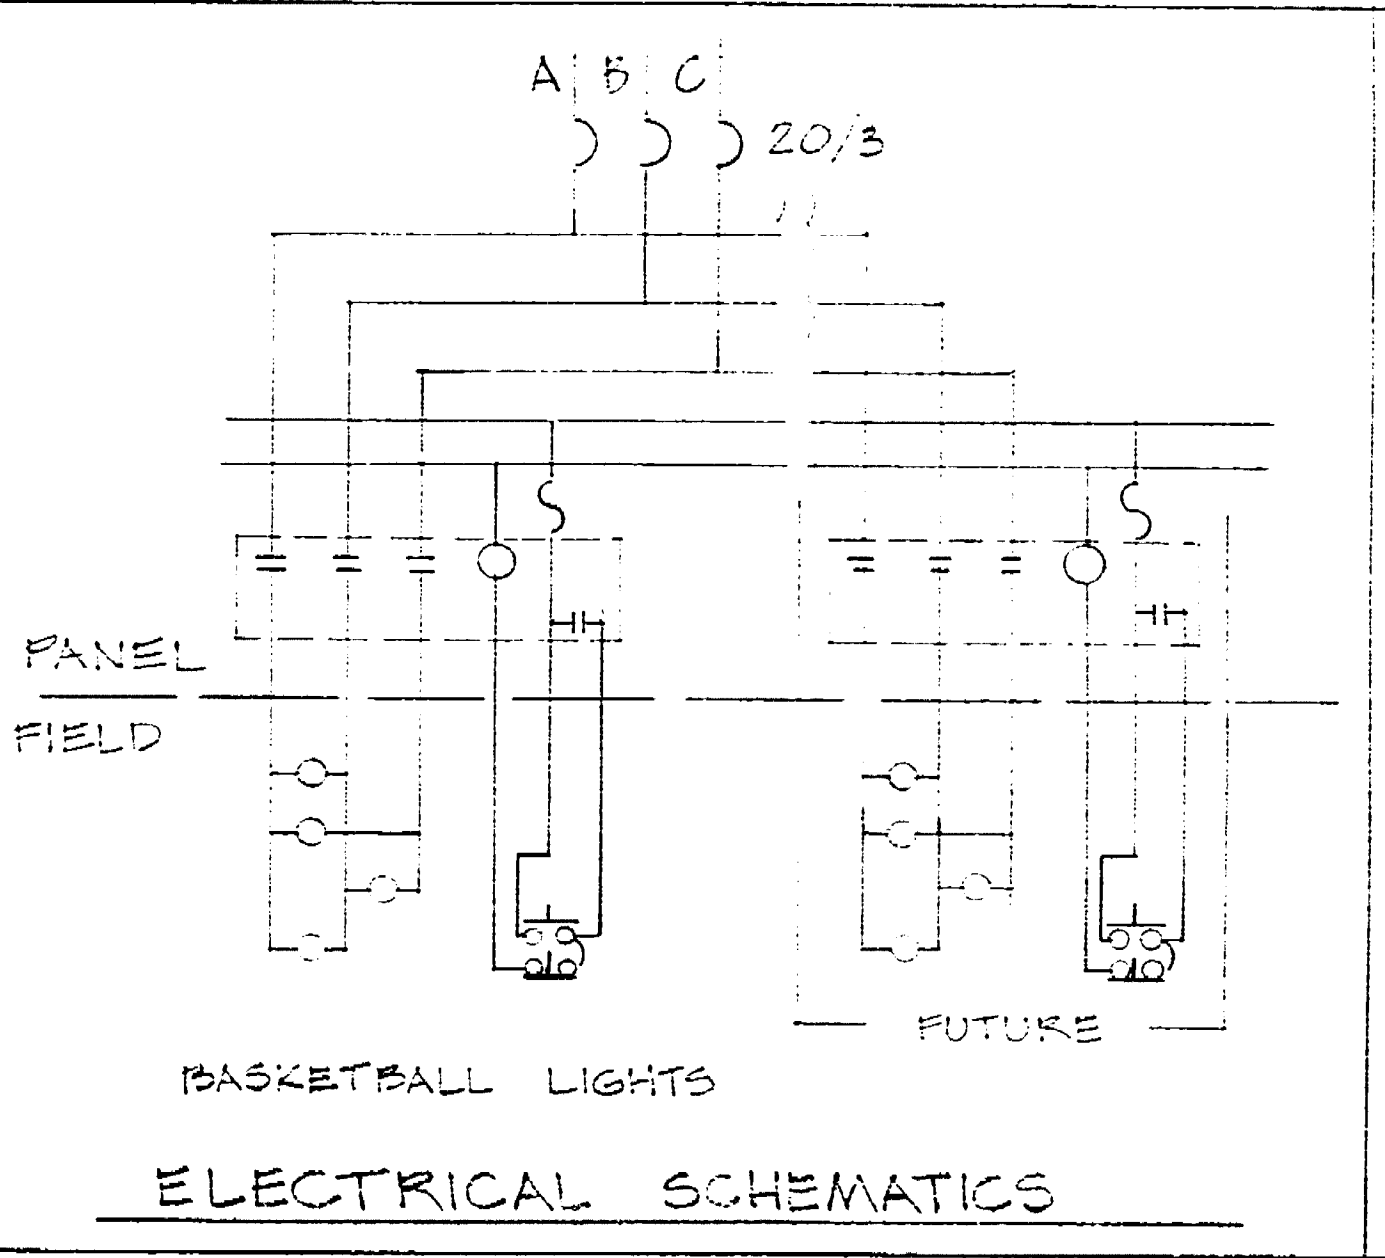 A B C
20/3
PANEL
FIELD
FUTURE
BASKETBALL LIGHTS
ELECTRICAL SCHEMATICS